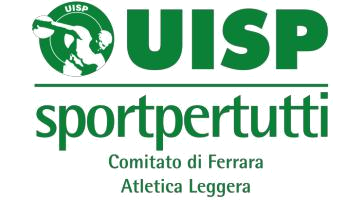 UISP
UISP
sportpertutti
Comitato di Ferrara
Atletica Leggera